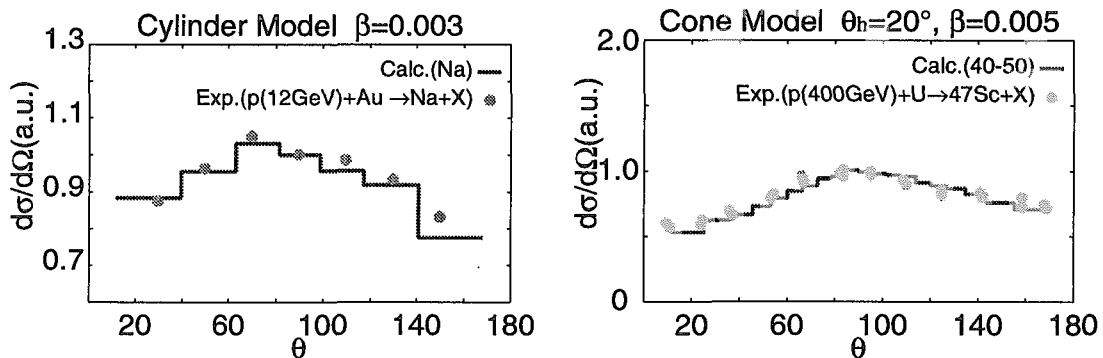 Cylinder Model β=0.003
1.3
1.1
0.9
0.7
dσ/dΩ(a.u.)
Calc.(Na)
Exp.(p(12GeV)+Au →Na+X)
20
60
100
140
180
θ
Cone Model θh=20°, β=0.005
2.0
1.0
0
dσ/dΩ(a.u.)
Calc.(40-50)
Exp.(p(400GeV)+U→47Sc+X)
20
60
100
140
180
θ